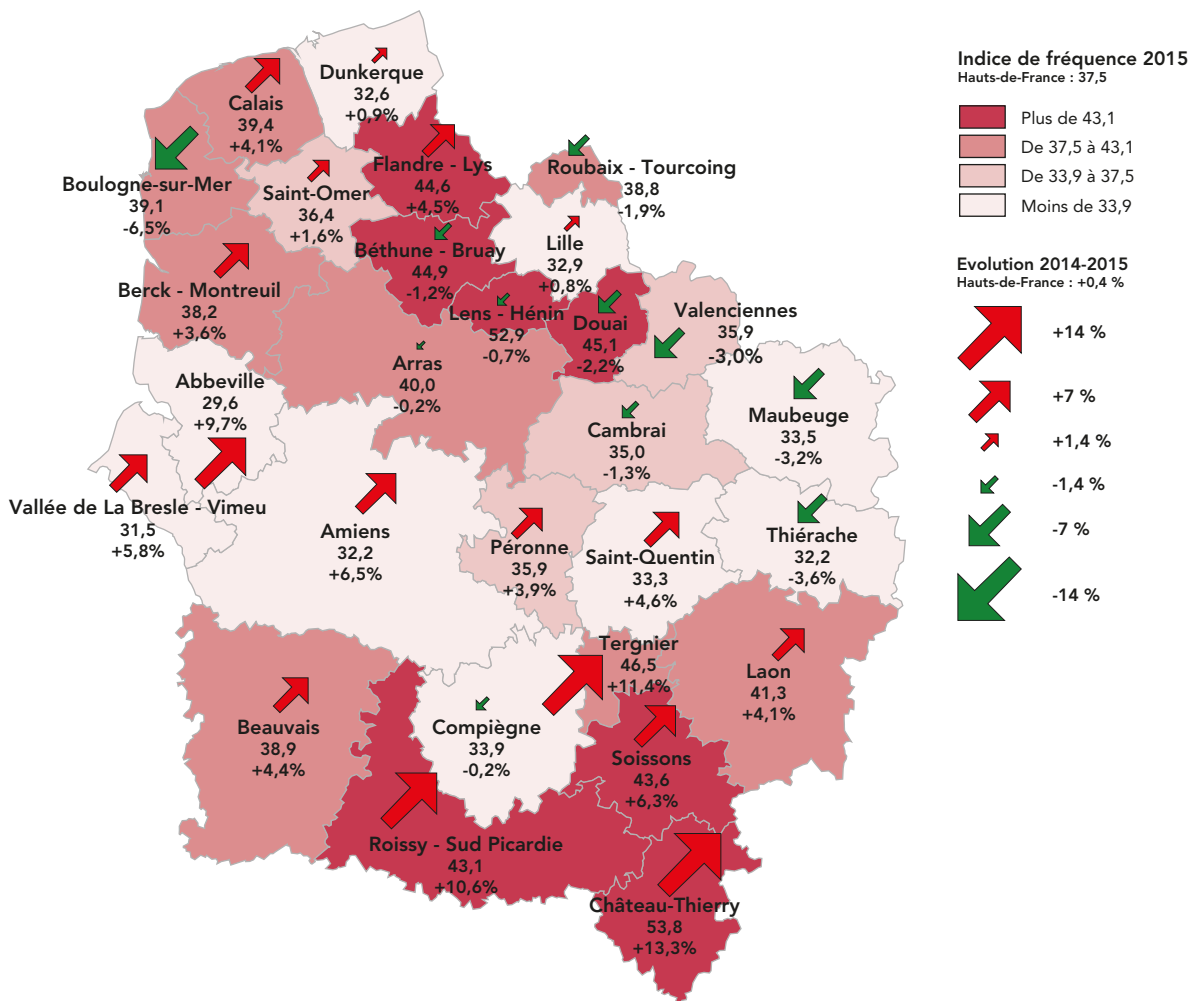 Dunkerque
32,6
+0,9%
Calais
39,4
+4,1%
Flandre - Lys
44,6
+4,5%
Roubaix - Tourcoing
38,8
-1,9%
Boulogne-sur-Mer
39,1
-6,5%
Saint-Omer
36,4
+1,6%
Lille
32,9
+0,8%
Béthune - Bruay
44,9
-1,2%
Berck - Montreuil
38,2
+3,6%
Lens - Hénin
52,9
-0,7%
Douai
45,1
-2,2%
Valenciennes
35,9
-3,0%
Arras
40,0
-0,2%
Abbeville
29,6
+9,7%
Maubeuge
33,5
-3,2%
Cambrai
35,0
-1,3%
Vallée de La Bresle - Vimeu
31,5
+5,8%
Amiens
32,2
+6,5%
Péronne
35,9
+3,9%
Saint-Quentin
33,3
+4,6%
Thiérache
32,2
-3,6%
Tergnier
46,5
+11,4%
Laon
41,3
+4,1%
Beauvais
38,9
+4,4%
Compiègne
33,9
-0,2%
Soissons
43,6
+6,3%
Roissy - Sud Picardie
43,1
+10,6%
Château-Thierry
53,8
+13,3%
Indice de fréquence 2015
Hauts-de-France : 37,5
Plus de 43,1
De 37,5 à 43,1
De 33,9 à 37,5
Moins de 33,9
Evolution 2014-2015
Hauts-de-France : +0,4 %
+14 %
+7 %
+1,4 %
-1,4 %
-7 %
-14 %